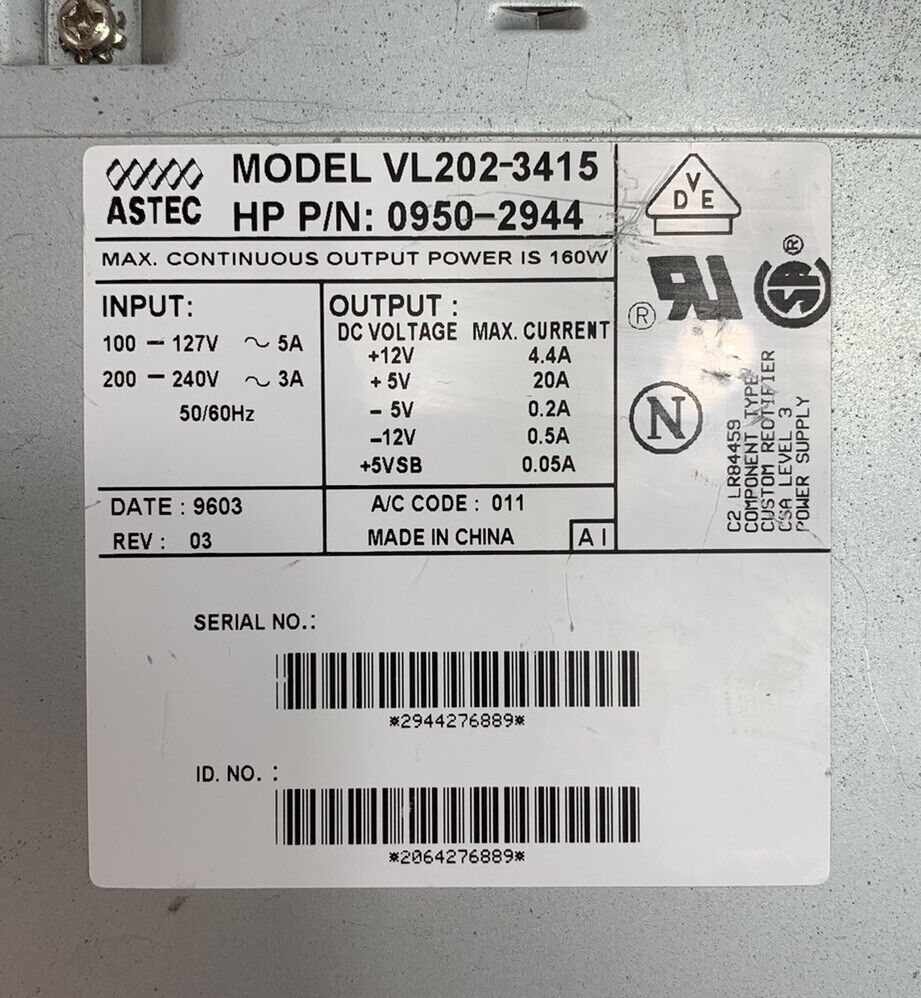 ASTEC
MODEL VL202-3415
HP P/N: 0950-2944
MAX. CONTINUOUS OUTPUT POWER IS 160W
INPUT:
100 - 127V ~ 5A
200 - 240V ~ 3A
50/60Hz
OUTPUT :
DC VOLTAGE MAX. CURRENT
+12V 4.4A
+ 5V 20A
- 5V 0.2A
-12V 0.5A
+5VSB 0.05A
DATE : 9603
REV : 03
A/C CODE : 011
MADE IN CHINA
A I
VDE
® RU
® SA
N
C2 LR84459
COMPONENT TYPE
CUSTOM RECTIFIER
CSA LEVEL 3
POWER SUPPLY
SERIAL NO.:
*2944276889*
ID. NO. :
*2064276889*